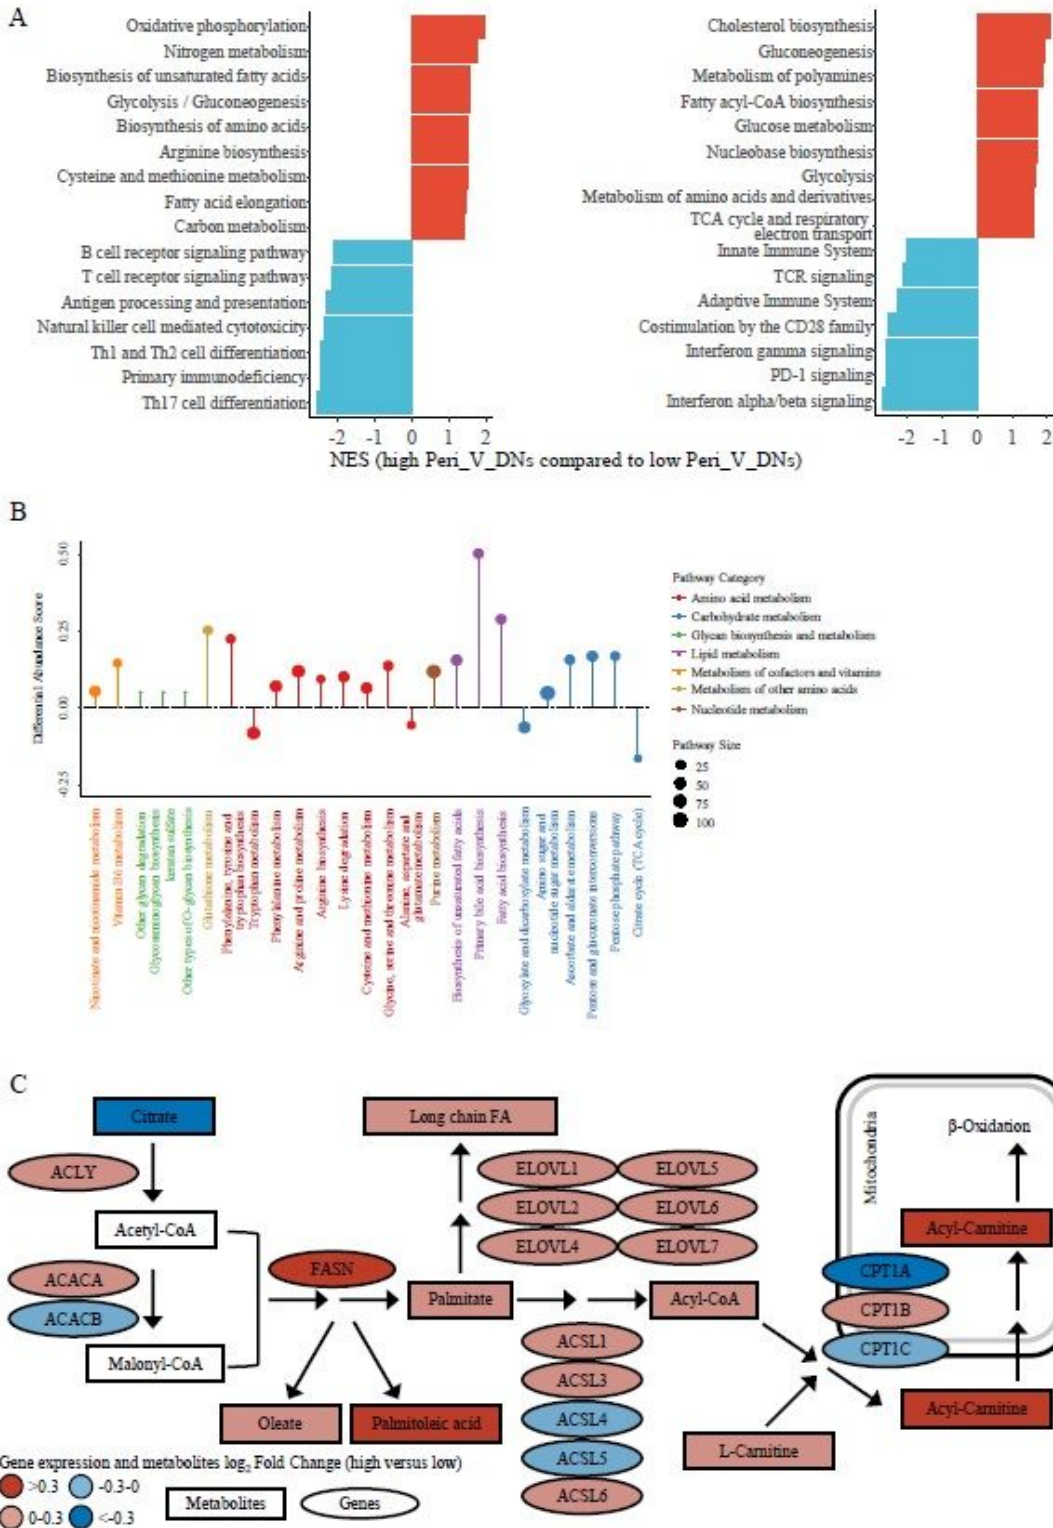 A
Oxidative phosphorylation
Nitrogen metabolism
Biosynthesis of unsaturated fatty acids
Glycolysis / Gluconeogenesis
Biosynthesis of amino acids
Arginine biosynthesis
Cysteine and methionine metabolism
Fatty acid elongation
Carbon metabolism
B cell receptor signaling pathway
T cell receptor signaling pathway
Antigen processing and presentation
Natural killer cell mediated cytotoxicity
Th1 and Th2 cell differentiation
Primary immunodeficiency
Th17 cell differentiation
-2 -1 0 1 2
Cholesterol biosynthesis
Gluconeogenesis
Metabolism of polyamines
Fatty acyl-CoA biosynthesis
Glucose metabolism
Nucleobase biosynthesis
Glycolysis
Metabolism of amino acids and derivatives
TCA cycle and respiratory
electron transport
Innate Immune System
TCR signaling
Adaptive Immune System
Costimulation by the CD28 family
Interferon gamma signaling
PD-1 signaling
Interferon alpha/beta signaling
-2 -1 0 1 2
NES (high Peri_V_DNs compared to low Peri_V_DNs)
B
Differential Abundance Score
0.50
0.25
0.00
-0.25
Nicotinate and nicotinamide metabolism
Vitamin B6 metabolism
Other glycan degradation
Glycosaminoglycan biosynthesis
keratan sulfate
Other types of O-glycan biosynthesis
Glutathione metabolism
Phenylalanine, tyrosine and
tryptophan biosynthesis
Tryptophan metabolism
Phenylalanine metabolism
Arginine and proline metabolism
Arginine biosynthesis
Lysine degradation
Cysteine and methionine metabolism
Glycine, serine and threonine metabolism
Alanine, aspartate and
glutamate metabolism
Purine metabolism
Biosynthesis of unsaturated fatty acids
Primary bile acid biosynthesis
Fatty acid biosynthesis
Glyoxylate and dicarboxylate metabolism
Amino sugar and
nucleotide sugar metabolism
Ascorbate and aldarate metabolism
Pentose and glucuronate interconversions
Pentose phosphate pathway
Citrate cycle (TCA cycle)
Pathway Category
Amino acid metabolism
Carbohydrate metabolism
Glycan biosynthesis and metabolism
Lipid metabolism
Metabolism of cofactors and vitamins
Metabolism of other amino acids
Nucleotide metabolism
Pathway Size
25
50
75
100
C
Citrate
ACLY
Acetyl-CoA
ACACA
ACACB
Malonyl-CoA
FASN
Oleate
Palmitoleic acid
Long chain FA
Palmitate
ELOVL1 ELOVL5
ELOVL2 ELOVL6
ELOVL4 ELOVL7
Acyl-CoA
ACSL1
ACSL3
ACSL4
ACSL5
ACSL6
L-Carnitine
Mitochondria
β-Oxidation
Acyl-Carnitine
CPT1A
CPT1B
CPT1C
Acyl-Carnitine
Gene expression and metabolites log₂ Fold Change (high versus low)
>0.3 -0.3-0
0-0.3 <-0.3
Metabolites Genes